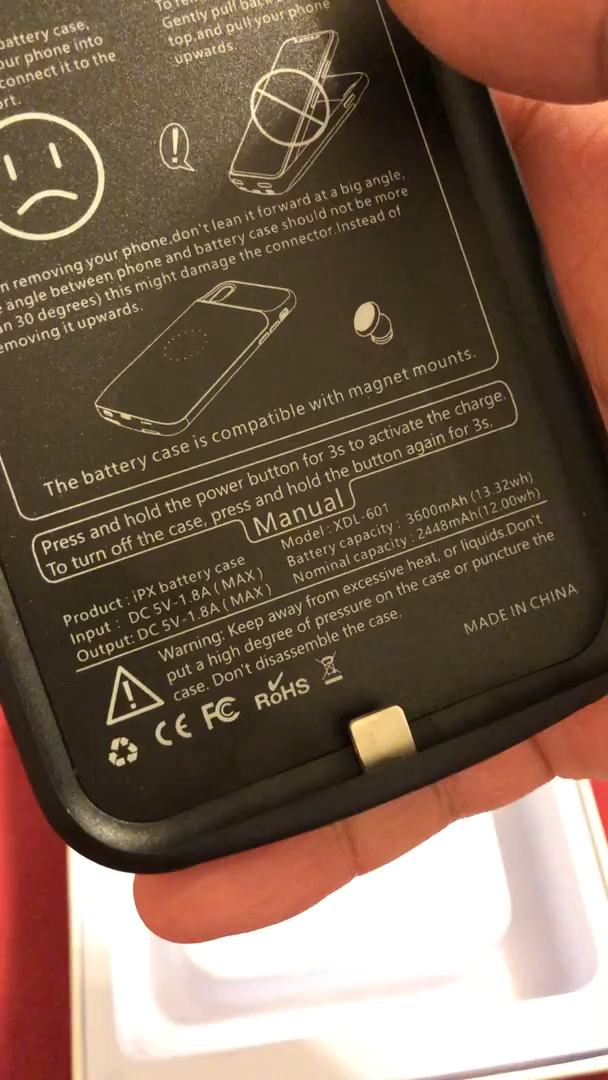 battery case,
our phone into
connect it to the
ort.
Gently pull back
top,and pull your phone
upwards.
n removing your phone,don't lean it forward at a big angle,
e angle between phone and battery case should not be more
an 30 degrees) this might damage the connector.Instead of
emoving it upwards.
The battery case is compatible with magnet mounts.
Press and hold the power button for 3s to activate the charge.
To turn off the case, press and hold the button again for 3s.
Manual
Product : iPX battery case
Input : DC 5V-1.8A ( MAX )
Output: DC 5V-1.8A ( MAX )
Model : XDL-601
Battery capacity : 3600mAh (13.32wh)
Nominal capacity : 2448mAh(12.00wh)
Warning: Keep away from excessive heat, or liquids.Don't
put a high degree of pressure on the case or puncture the
case. Don't disassemble the case.
MADE IN CHINA
CE FC RoHS